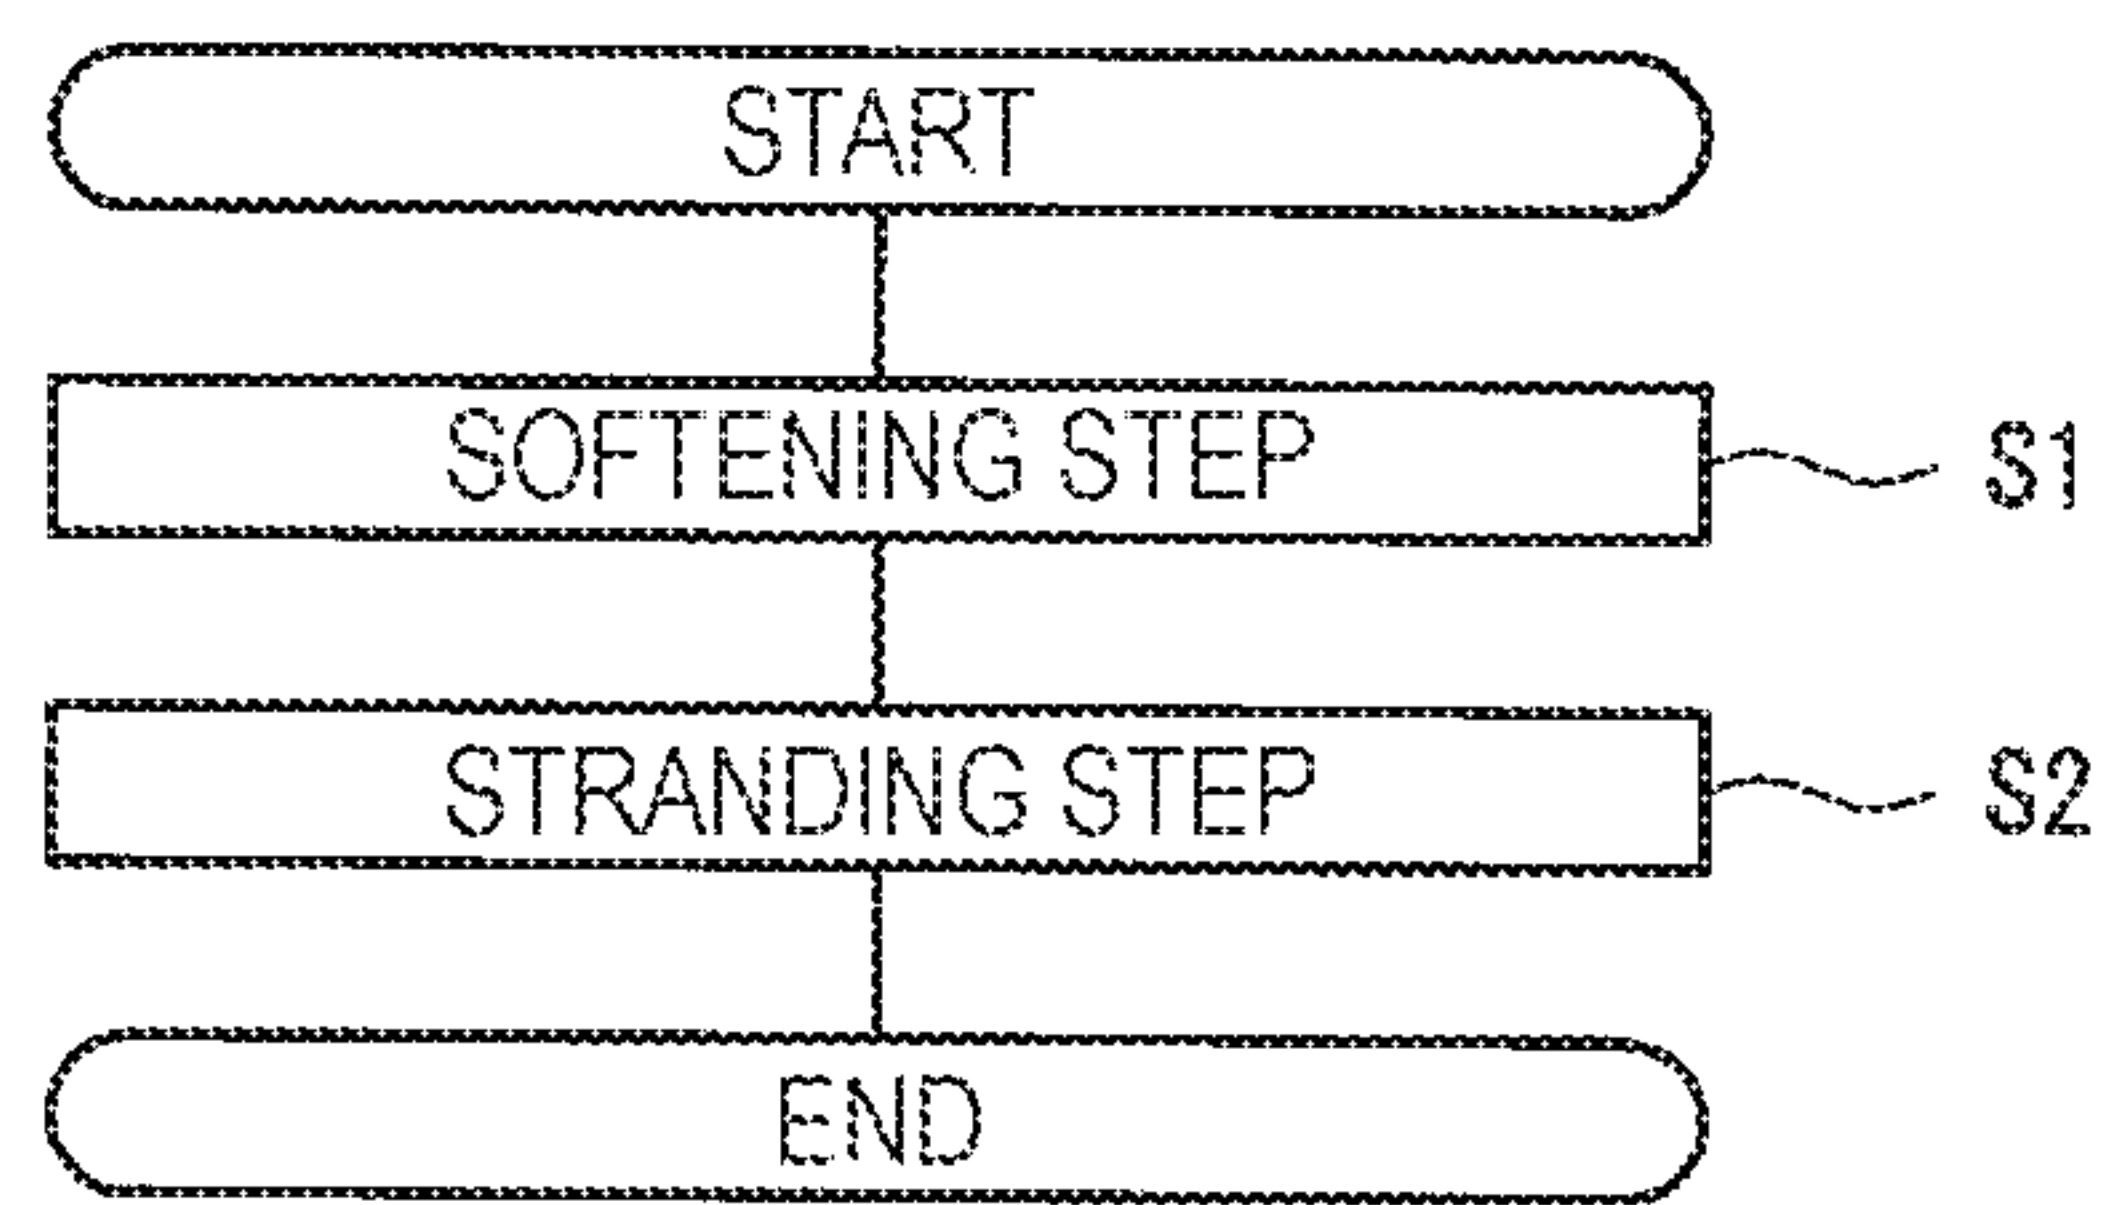 START
SOFTENING STEP
S1
STRANDING STEP
S2
END